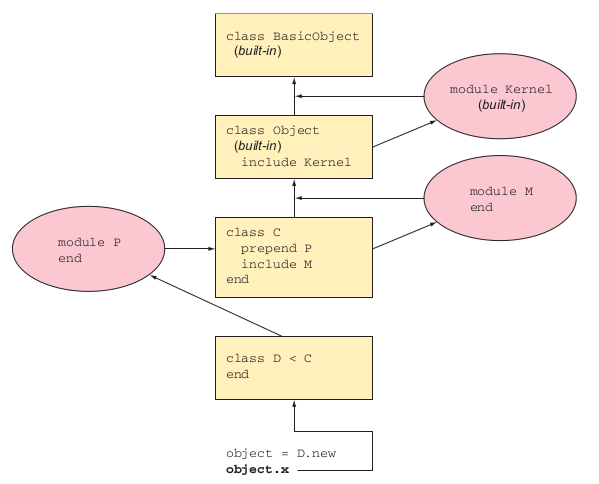 class BasicObject
(built-in)
module Kernel
(built-in)
class Object
(built-in)
include Kernel
module M
end
class C
prepend P
include M
end
module P
end
class D < C
end
object = D.new
object.x